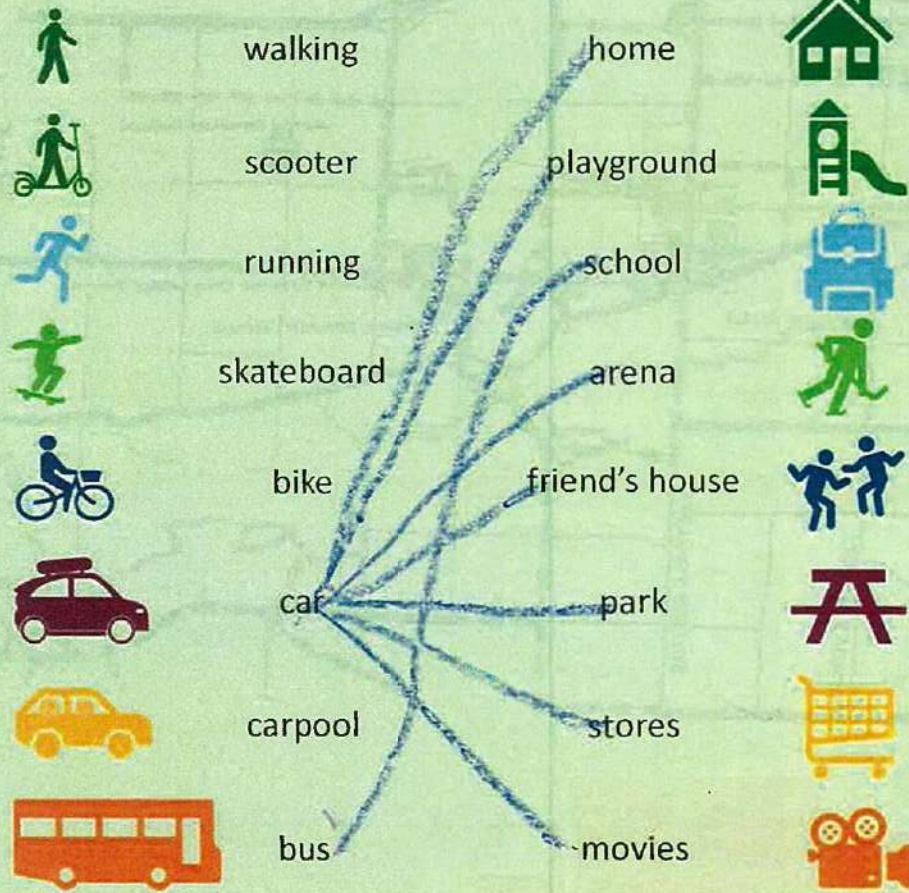 walking home
scooter playground
running school
skateboard arena
bike friend's house
car park
carpool stores
bus movies